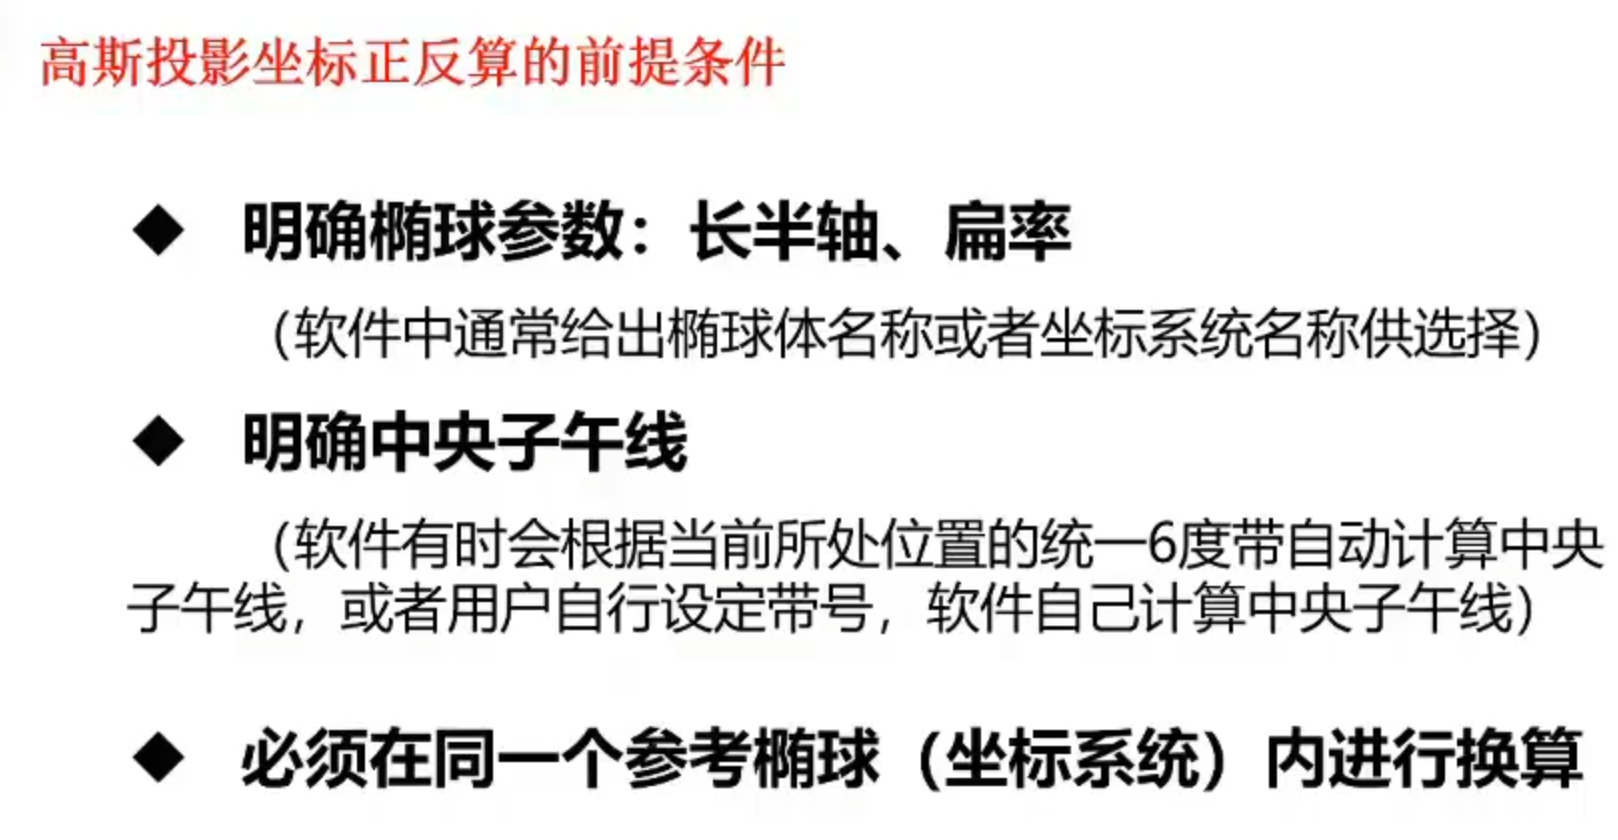 高斯投影坐标正反算的前提条件
◆ 明确椭球参数：长半轴、扁率
（软件中通常给出椭球体名称或者坐标系统名称供选择）
◆ 明确中央子午线
（软件有时会根据当前所处位置的统一6度带自动计算中央
子午线，或者用户自行设定带号，软件自己计算中央子午线）
◆ 必须在同一个参考椭球（坐标系统）内进行换算